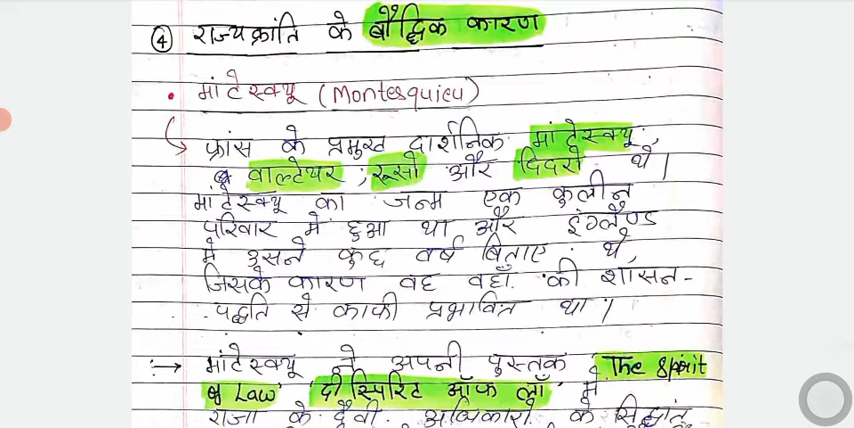 ④ राज्यक्रांति के बौद्धिक कारण
• मांटेस्क्यू (Montesquieu)
फ्रांस के प्रमुख दार्शनिक मांटेस्क्यू,
वाल्टेयर, रूसो और दिदरो थे।
मांटेस्क्यू का जन्म एक कुलीन
परिवार में हुआ था और इंग्लैण्ड
में उसने कुछ वर्ष बिताए थे,
जिसके कारण वह वहाँ की शासन-
पद्धति से काफी प्रभावित था।
→ मांटेस्क्यू ने अपनी पुस्तक 'The Spirit
of Law' 'दी स्पिरिट ऑफ लॉ' में
राजा के दैवी अधिकारों के सिद्धांत